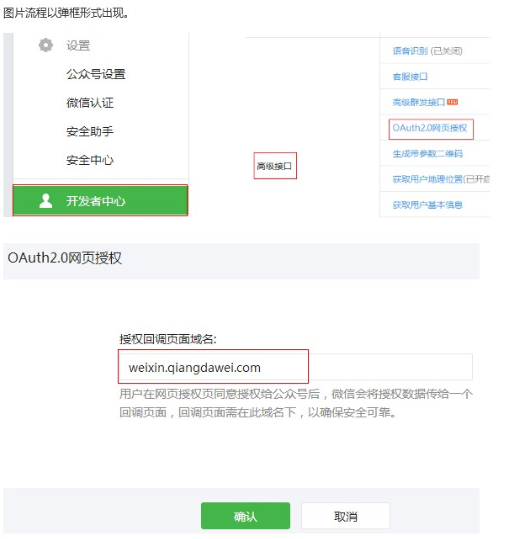 图片流程以弹框形式出现。
设置
公众号设置
微信认证
安全助手
安全中心
开发者中心
高级接口
语音识别 (已关闭)
客服接口
高级群发接口
OAuth2.0网页授权
生成带参数二维码
获取用户地理位置(已开启
获取用户基本信息
OAuth2.0网页授权
授权回调页面域名:
weixin.qiangdawei.com
用户在网页授权页同意授权给公众号后，微信会将授权数据传给一个
回调页面，回调页面需在此域名下，以确保安全可靠。
确认
取消